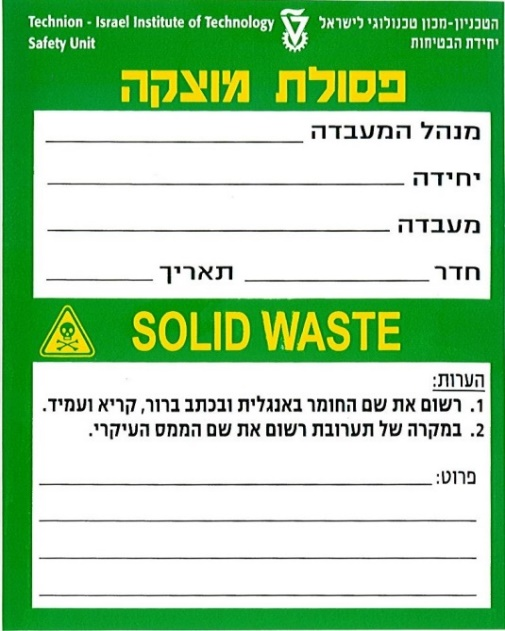 Technion - Israel Institute of Technology הטכניון-מכון טכנולוגי לישראל
Safety Unit יחידת הבטיחות
פסולת מוצקה
מנהל המעבדה
יחידה
מעבדה
חדר תאריך
SOLID WASTE
הערות:
1. רשום את שם החומר באנגלית ובכתב ברור, קריא ועמיד.
2. במקרה של תערובת רשום את שם הממס העיקרי.
פרוט: